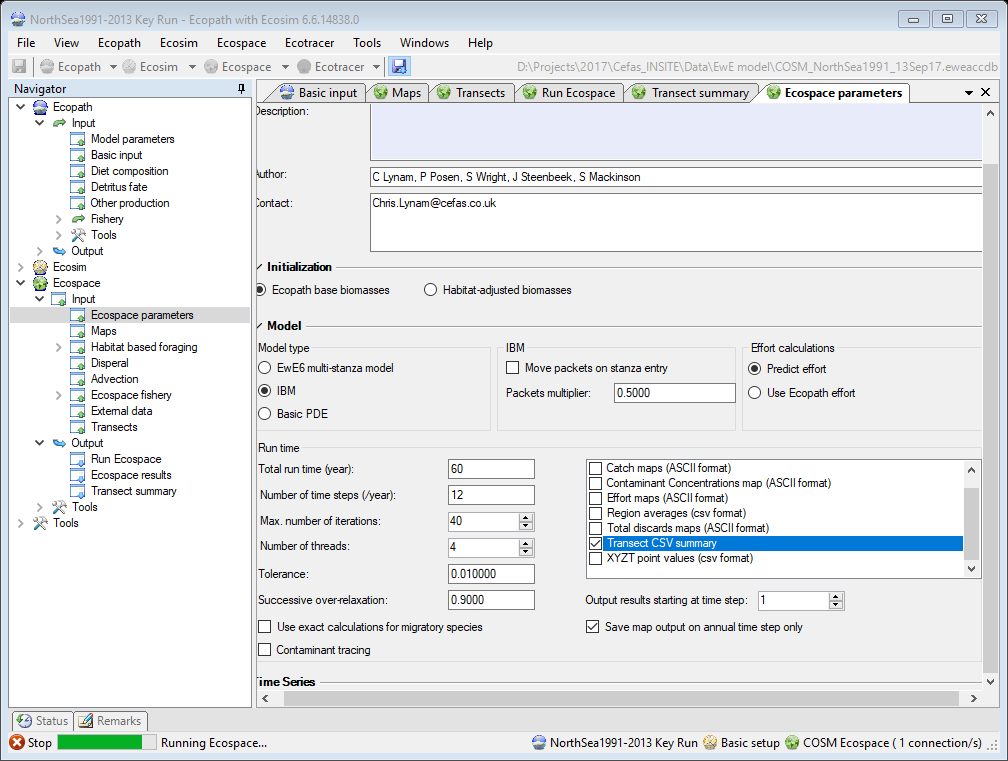 NorthSea1991-2013 Key Run - Ecopath with Ecosim 6.6.14838.0
File View Ecopath Ecosim Ecospace Ecotracer Tools Windows Help
Ecopath Ecosim Ecospace Ecotracer D:\Projects\2017\Cefas_INSITE\Data\EwE model\COSM_NorthSea1991_13Sep17.eweaccdb
Navigator
Ecopath
Input
Model parameters
Basic input
Diet composition
Detritus fate
Other production
Fishery
Tools
Output
Ecosim
Ecospace
Input
Ecospace parameters
Maps
Habitat based foraging
Disperal
Advection
Ecospace fishery
External data
Transects
Output
Run Ecospace
Ecospace results
Transect summary
Tools
Tools
Basic input Maps Transects Run Ecospace Transect summary Ecospace parameters
Description:
Author: C Lynam, P Posen, S Wright, J Steenbeek, S Mackinson
Contact: Chris.Lynam@cefas.co.uk
Initialization
Ecopath base biomasses Habitat-adjusted biomasses
Model
Model type
EwE6 multi-stanza model
IBM
Basic PDE
IBM
Move packets on stanza entry
Packets multiplier: 0.5000
Effort calculations
Predict effort
Use Ecopath effort
Run time
Total run time (year): 60
Number of time steps (/year): 12
Max. number of iterations: 40
Number of threads: 4
Tolerance: 0.010000
Successive over-relaxation: 0.9000
Use exact calculations for migratory species
Contaminant tracing
Catch maps (ASCII format)
Contaminant Concentrations map (ASCII format)
Effort maps (ASCII format)
Region averages (csv format)
Total discards maps (ASCII format)
Transect CSV summary
XYZT point values (csv format)
Output results starting at time step: 1
Save map output on annual time step only
Time Series
Status Remarks
Stop Running Ecospace... NorthSea1991-2013 Key Run Basic setup COSM Ecospace ( 1 connection/s)